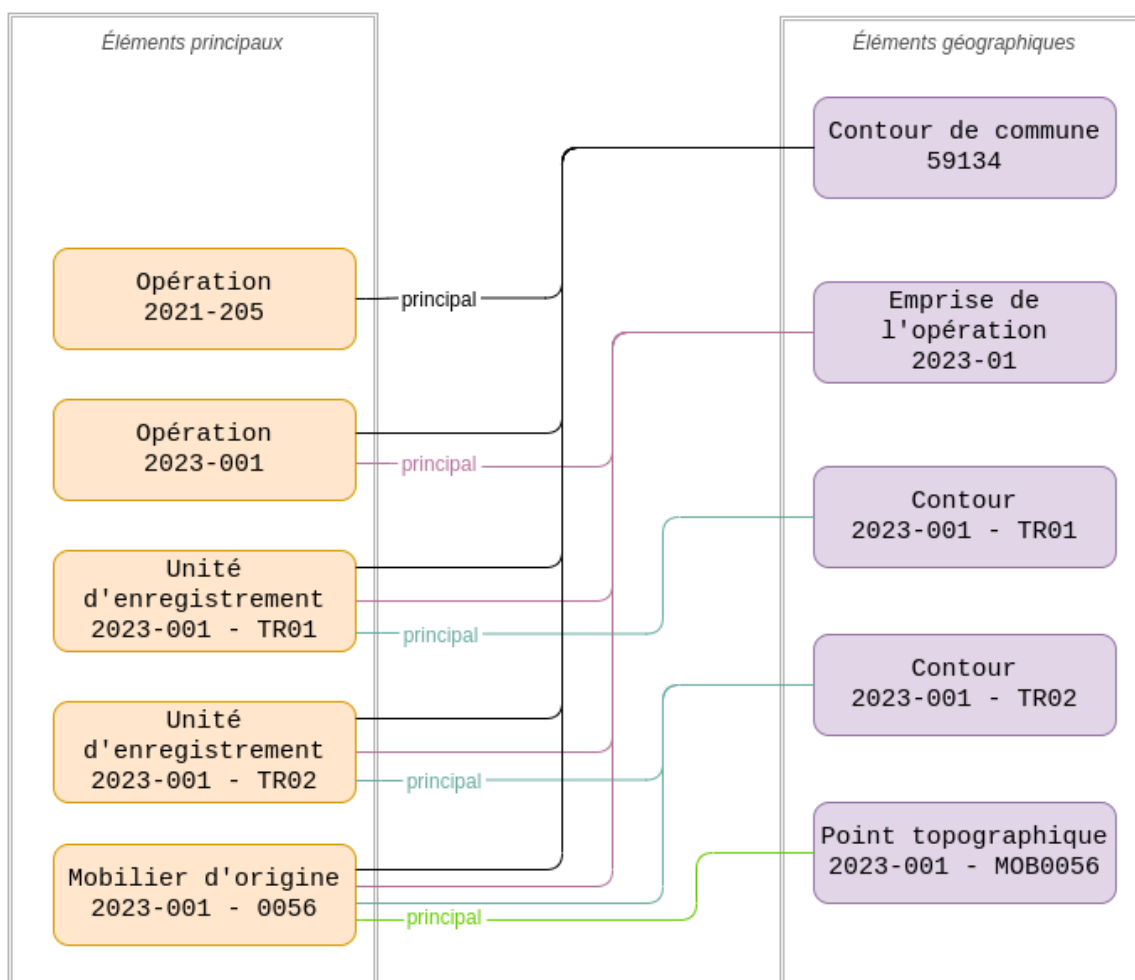 Éléments principaux
Opération
2021-205
Opération
2023-001
Unité
d'enregistrement
2023-001 - TR01
Unité
d'enregistrement
2023-001 - TR02
Mobilier d'origine
2023-001 - 0056
principal
principal
principal
principal
principal
Éléments géographiques
Contour de commune
59134
Emprise de
l'opération
2023-01
Contour
2023-001 - TR01
Contour
2023-001 - TR02
Point topographique
2023-001 - MOB0056